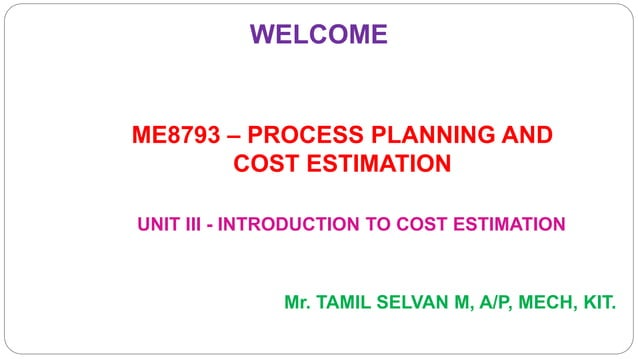 WELCOME
ME8793 – PROCESS PLANNING AND
COST ESTIMATION
UNIT III - INTRODUCTION TO COST ESTIMATION
Mr. TAMIL SELVAN M, A/P, MECH, KIT.